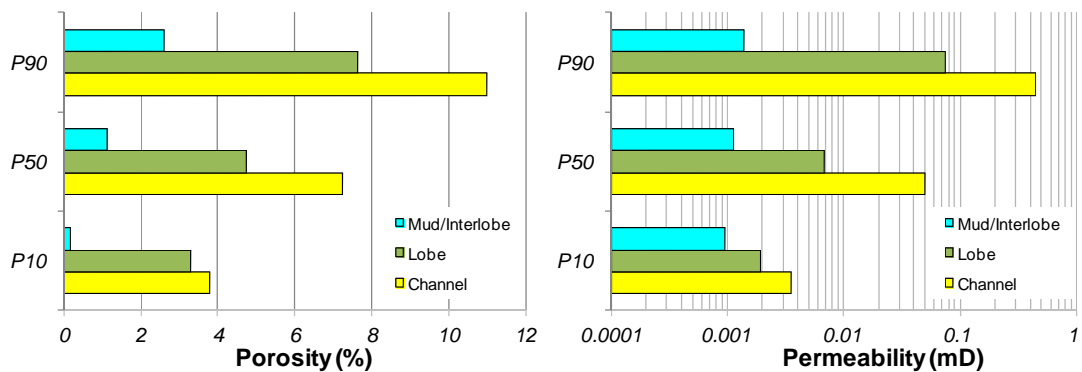 P90
P50
P10
Mud/Interlobe
Lobe
Channel
0 2 4 6 8 10 12
Porosity (%)
P90
P50
P10
Mud/Interlobe
Lobe
Channel
0.0001 0.001 0.01 0.1 1
Permeability (mD)